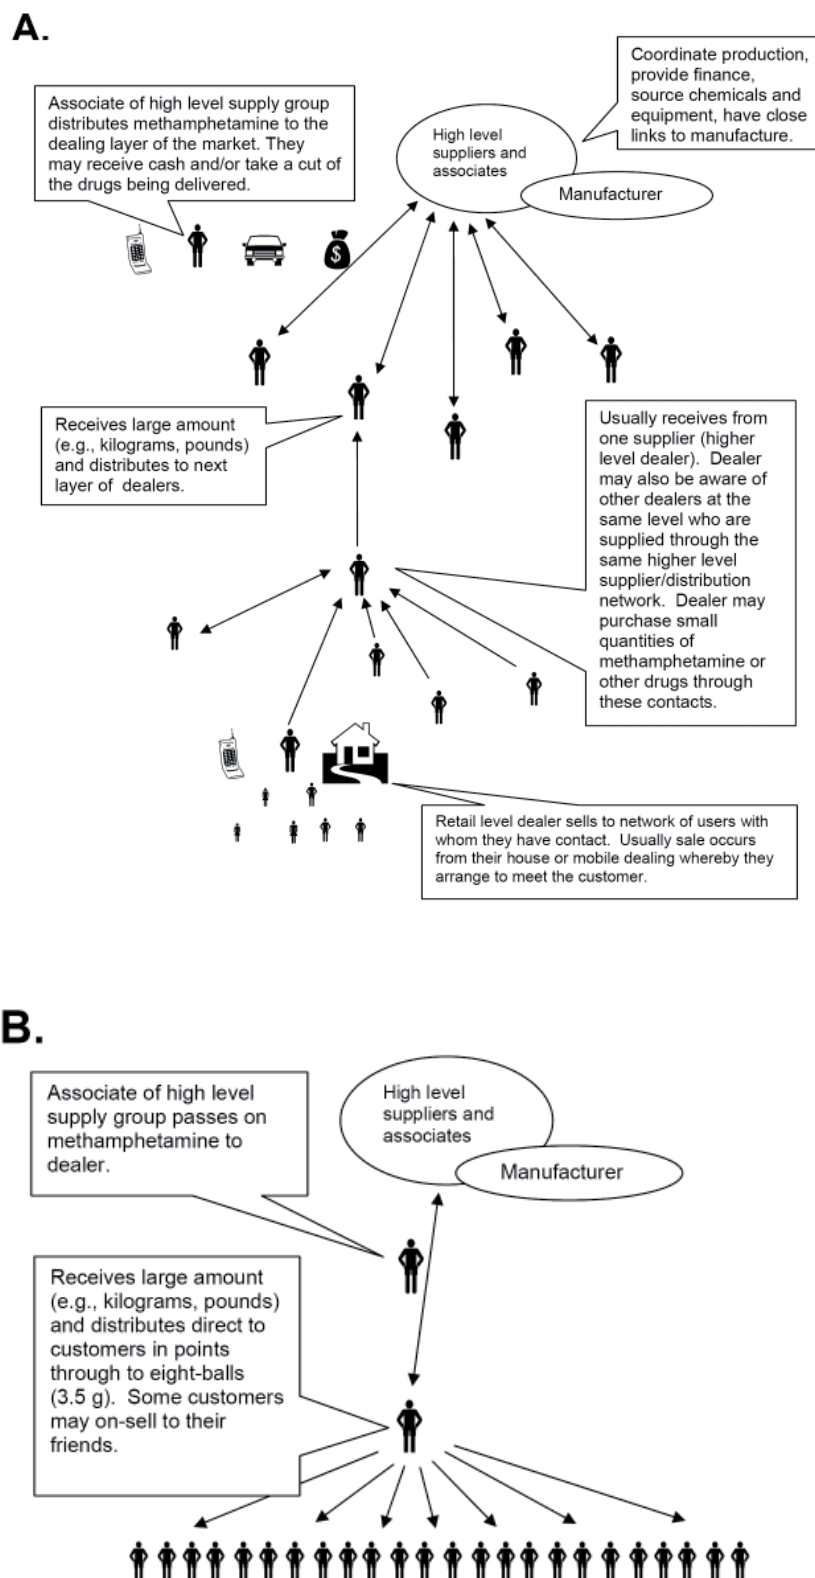 A.
Coordinate production,
provide finance,
source chemicals and
equipment, have close
links to manufacture.
Associate of high level supply group
distributes methamphetamine to the
dealing layer of the market. They
may receive cash and/or take a cut of
the drugs being delivered.
High level
suppliers and
associates
Manufacturer
$
Receives large amount
(e.g., kilograms, pounds)
and distributes to next
layer of dealers.
Usually receives from
one supplier (higher
level dealer). Dealer
may also be aware of
other dealers at the
same level who are
supplied through the
same higher level
supplier/distribution
network. Dealer may
purchase small
quantities of
methamphetamine or
other drugs through
these contacts.
Retail level dealer sells to network of users with
whom they have contact. Usually sale occurs
from their house or mobile dealing whereby they
arrange to meet the customer.
B.
Associate of high level
supply group passes on
methamphetamine to
dealer.
High level
suppliers and
associates
Manufacturer
Receives large amount
(e.g., kilograms, pounds)
and distributes direct to
customers in points
through to eight-balls
(3.5 g). Some customers
may on-sell to their
friends.